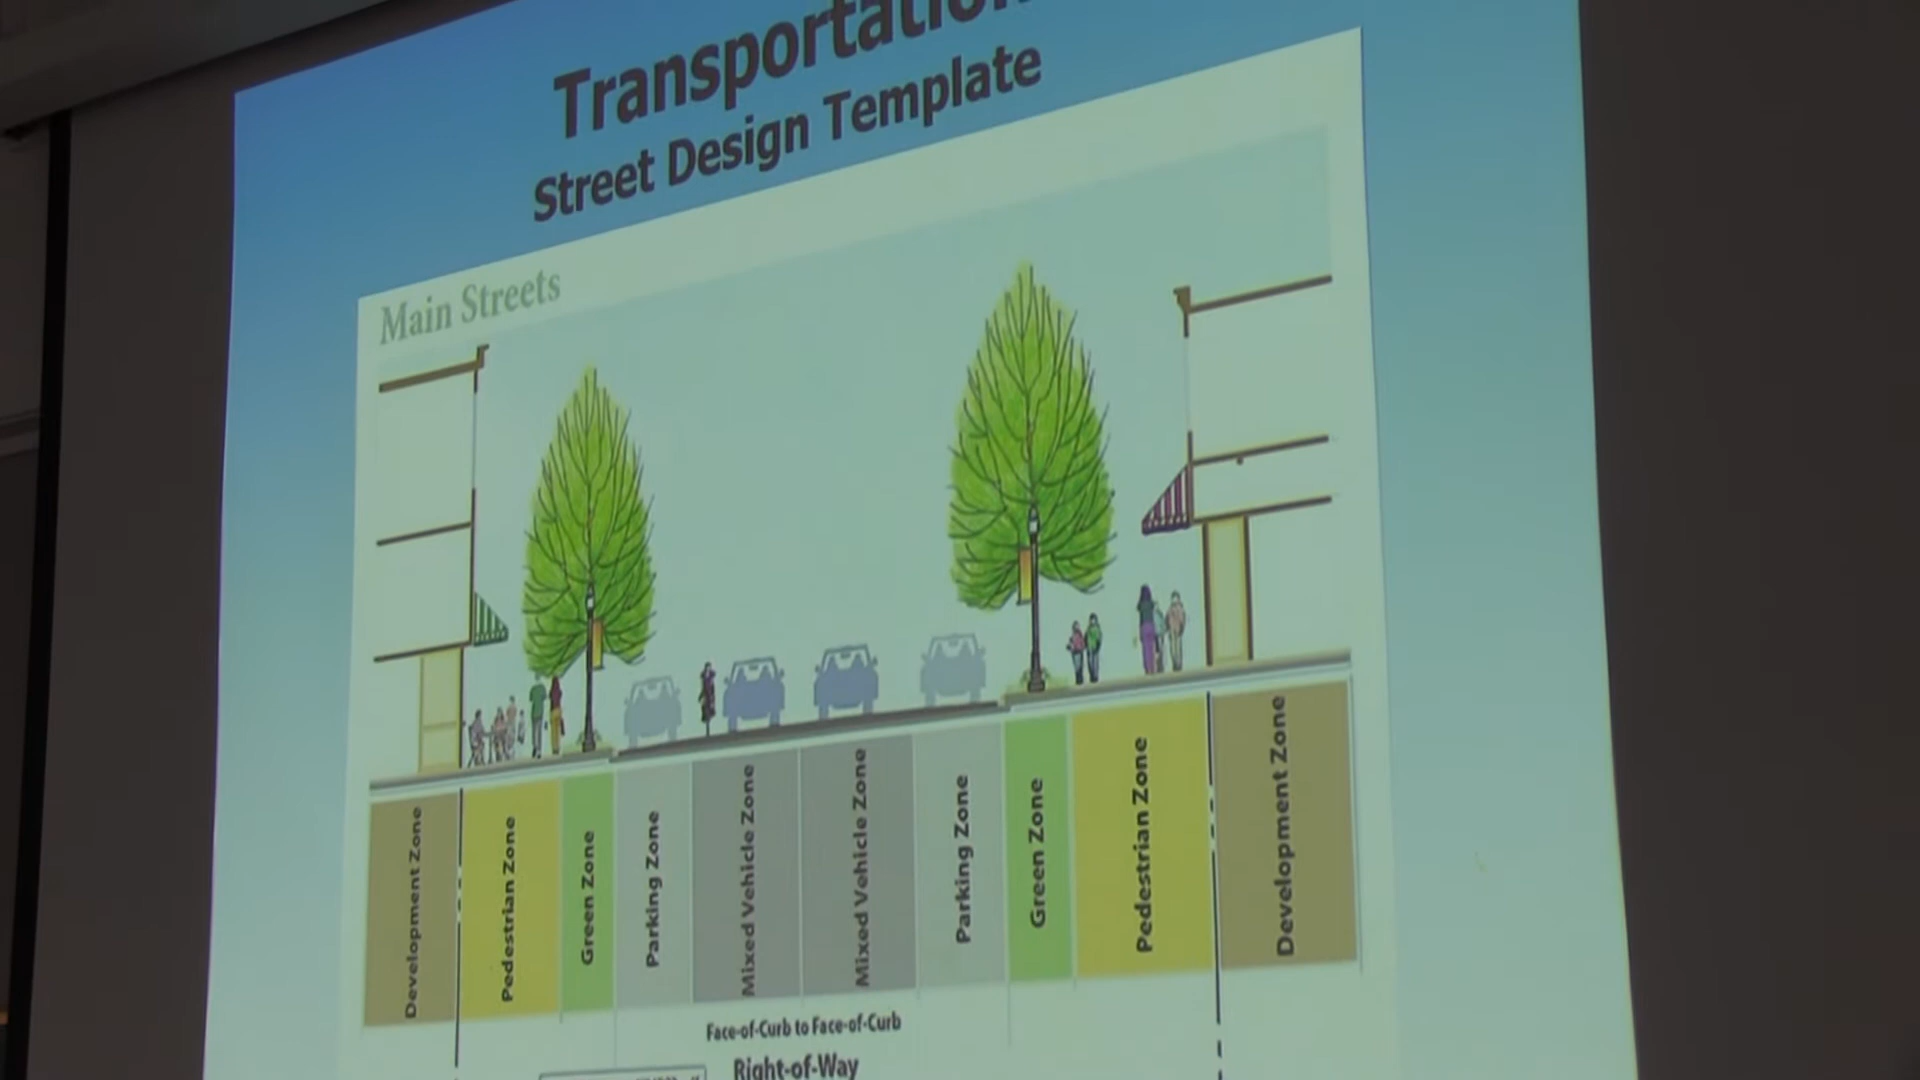 Transportation
Street Design Template
Main Streets
Development Zone
Pedestrian Zone
Green Zone
Parking Zone
Mixed Vehicle Zone
Mixed Vehicle Zone
Parking Zone
Green Zone
Pedestrian Zone
Development Zone
Face-of-Curb to Face-of-Curb
Right-of-Way